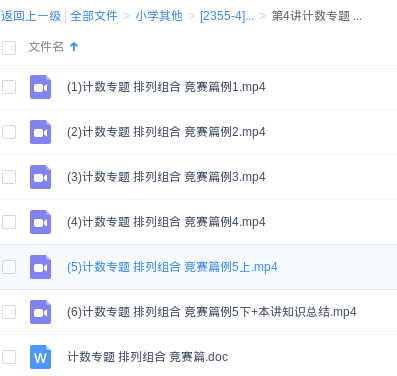 返回上一级 | 全部文件 > 小学其他 > [2355-4]... > 第4讲计数专题 ...
文件名
(1)计数专题 排列组合 竞赛篇例1.mp4
(2)计数专题 排列组合 竞赛篇例2.mp4
(3)计数专题 排列组合 竞赛篇例3.mp4
(4)计数专题 排列组合 竞赛篇例4.mp4
(5)计数专题 排列组合 竞赛篇例5上.mp4
(6)计数专题 排列组合 竞赛篇例5下+本讲知识总结.mp4
W 计数专题 排列组合 竞赛篇.doc